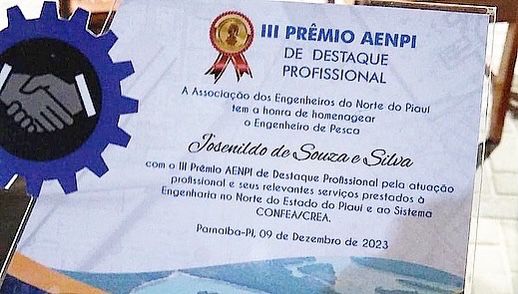 III PRÊMIO AENPI
DE DESTAQUE
PROFISSIONAL
A Associação dos Engenheiros do Norte do Piauí
tem a honra de homenagear
o Engenheiro de Pesca
Josenildo de Souza e Silva
com o III Prêmio AENPI de Destaque Profissional pela atuação
profissional e seus relevantes serviços prestados à
Engenharia no Norte do Estado do Piauí e ao Sistema
CONFEA/CREA.
Parnaíba-PI, 09 de Dezembro de 2023